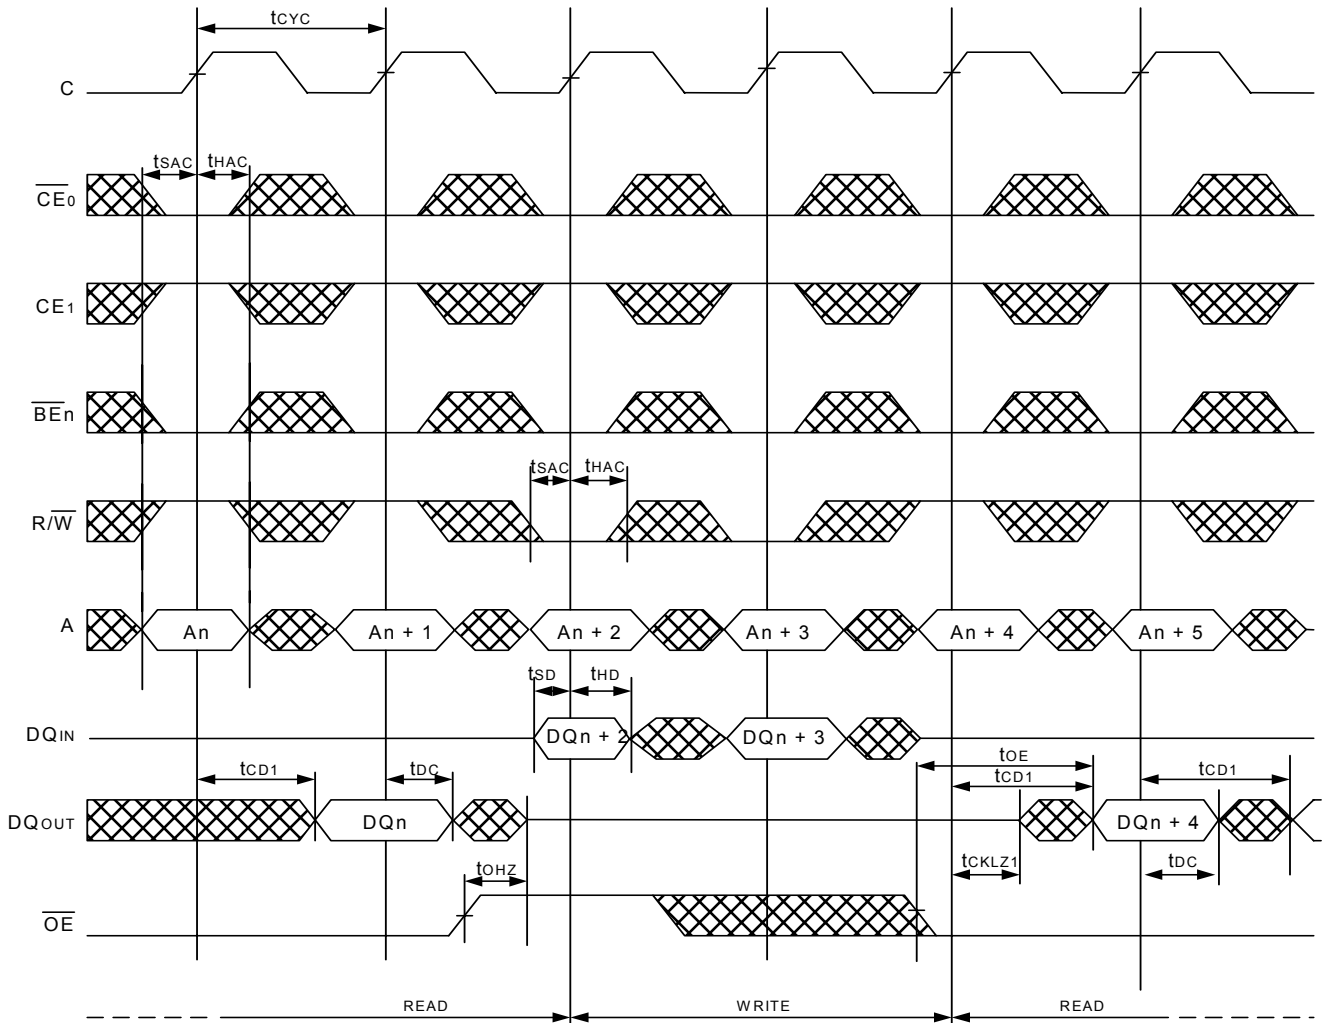 tCYC
C
tSAC tHAC
CE0
CE1
BEn
tSAC tHAC
R/W
A An An + 1 An + 2 An + 3 An + 4 An + 5
tSD tHD
DQIN DQn + 2 DQn + 3
tOE
tCD1 tDC tCD1 tCD1
DQOUT DQn DQn + 4
tOHZ tCKLZ1 tDC
OE
READ WRITE READ